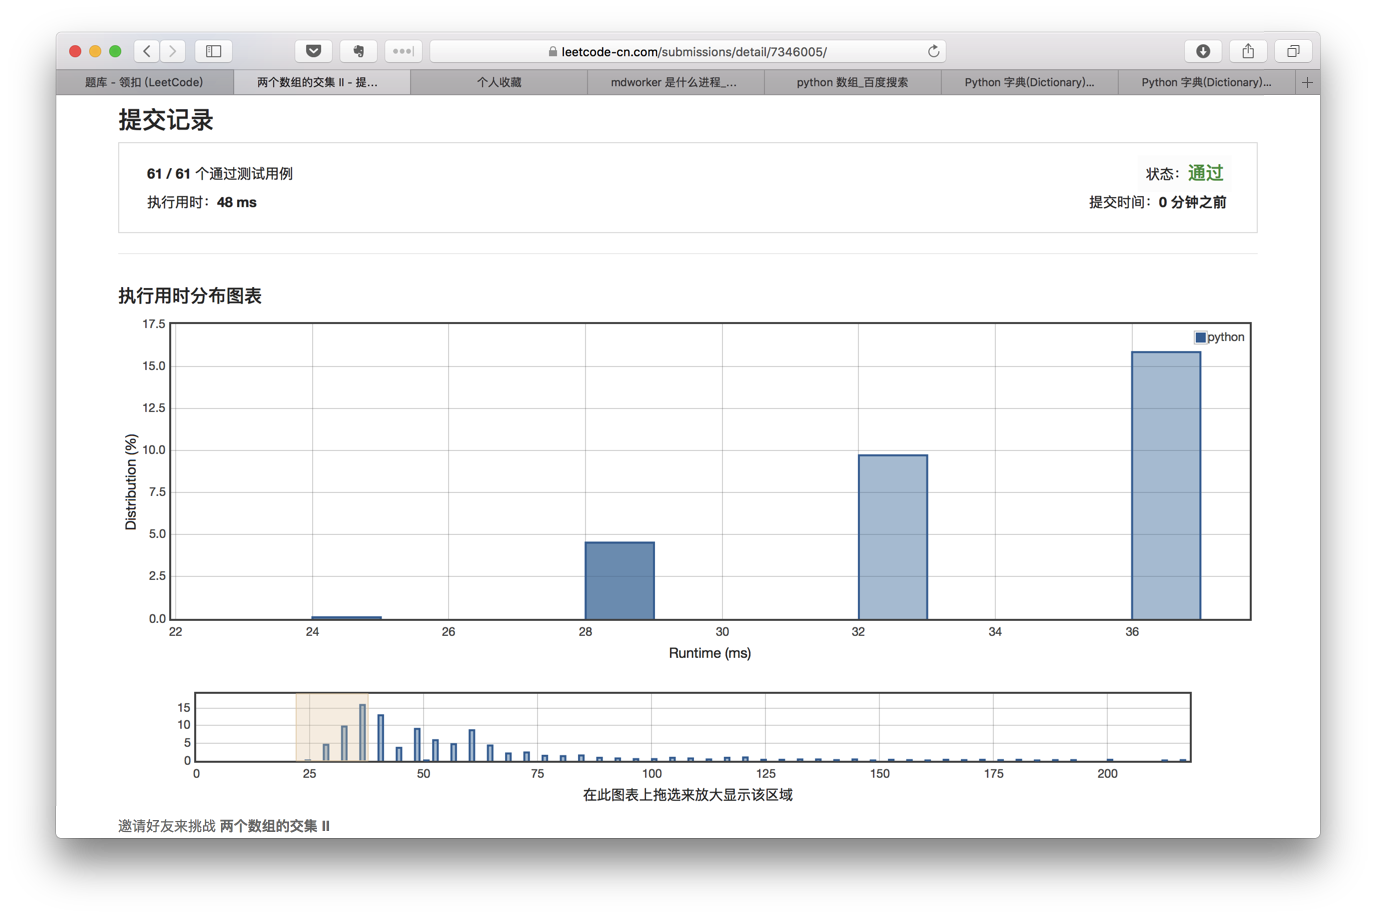 leetcode-cn.com/submissions/detail/7346005/
题库 - 领扣 (LeetCode)
两个数组的交集 II - 提...
个人收藏
mdworker 是什么进程_...
python 数组_百度搜索
Python 字典(Dictionary)...
Python 字典(Dictionary)...
提交记录
61 / 61 个通过测试用例
状态：通过
执行用时：48 ms
提交时间：0 分钟之前
执行用时分布图表
python
Distribution (%)
17.5
15.0
12.5
10.0
7.5
5.0
2.5
0.0
22 24 26 28 30 32 34 36
Runtime (ms)
15
10
5
0
0 25 50 75 100 125 150 175 200
在此图表上拖选来放大显示该区域
邀请好友来挑战 两个数组的交集 II